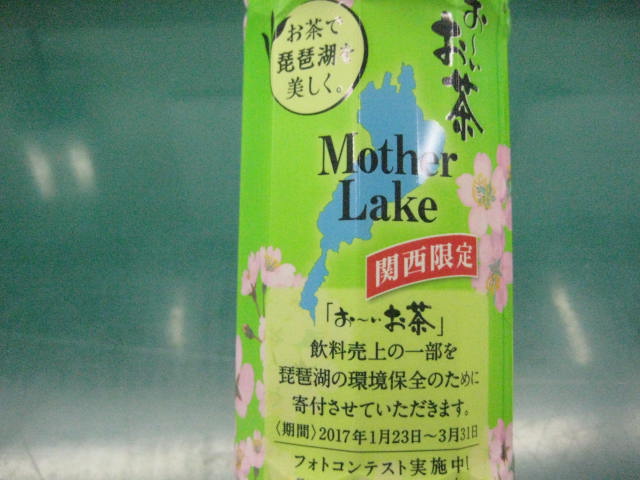 お～いお茶
お茶で
琵琶湖を
美しく。
Mother
Lake
関西限定
「お～いお茶」
飲料売上の一部を
琵琶湖の環境保全のために
寄付させていただきます。
〈期間〉2017年1月23日～3月31日
フォトコンテスト実施中!